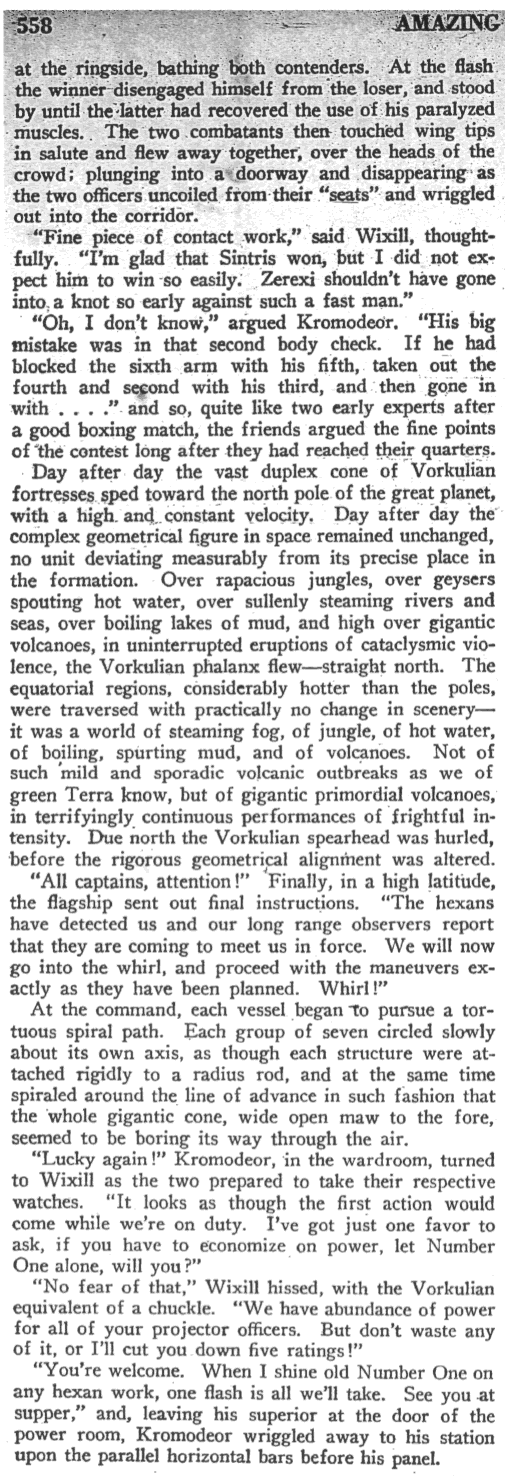 558 AMAZING
at the ringside, bathing both contenders. At the flash
the winner disengaged himself from the loser, and stood
by until the latter had recovered the use of his paralyzed
muscles. The two combatants then touched wing tips
in salute and flew away together, over the heads of the
crowd; plunging into a doorway and disappearing as
the two officers uncoiled from their “seats” and wriggled
out into the corridor.
“Fine piece of contact work,” said Wixill, thought-
fully. “I’m glad that Sintris won, but I did not ex-
pect him to win so easily. Zerexi shouldn’t have gone
into a knot so early against such a fast man.”
“Oh, I don’t know,” argued Kromodeor. “His big
mistake was in that second body check. If he had
blocked the sixth arm with his fifth, taken out the
fourth and second with his third, and then gone in
with . . . .” and so, quite like two early experts after
a good boxing match, the friends argued the fine points
of the contest long after they had reached their quarters.
Day after day the vast duplex cone of Vorkulian
fortresses sped toward the north pole of the great planet,
with a high and constant velocity. Day after day the
complex geometrical figure in space remained unchanged,
no unit deviating measurably from its precise place in
the formation. Over rapacious jungles, over geysers
spouting hot water, over sullenly steaming rivers and
seas, over boiling lakes of mud, and high over gigantic
volcanoes, in uninterrupted eruptions of cataclysmic vio-
lence, the Vorkulian phalanx flew—straight north. The
equatorial regions, considerably hotter than the poles,
were traversed with practically no change in scenery—
it was a world of steaming fog, of jungle, of hot water,
of boiling, spurting mud, and of volcanoes. Not of
such mild and sporadic volcanic outbreaks as we of
green Terra know, but of gigantic primordial volcanoes,
in terrifyingly continuous performances of frightful in-
tensity. Due north the Vorkulian spearhead was hurled,
before the rigorous geometrical alignment was altered.
“All captains, attention!” Finally, in a high latitude,
the flagship sent out final instructions. “The hexans
have detected us and our long range observers report
that they are coming to meet us in force. We will now
go into the whirl, and proceed with the maneuvers ex-
actly as they have been planned. Whirl!”
At the command, each vessel began to pursue a tor-
tuous spiral path. Each group of seven circled slowly
about its own axis, as though each structure were at-
tached rigidly to a radius rod, and at the same time
spiraled around the line of advance in such fashion that
the whole gigantic cone, wide open maw to the fore,
seemed to be boring its way through the air.
“Lucky again!” Kromodeor, in the wardroom, turned
to Wixill as the two prepared to take their respective
watches. “It looks as though the first action would
come while we’re on duty. I’ve got just one favor to
ask, if you have to economize on power, let Number
One alone, will you?”
“No fear of that,” Wixill hissed, with the Vorkulian
equivalent of a chuckle. “We have abundance of power
for all of your projector officers. But don’t waste any
of it, or I’ll cut you down five ratings!”
“You’re welcome. When I shine old Number One on
any hexan work, one flash is all we’ll take. See you at
supper,” and, leaving his superior at the door of the
power room, Kromodeor wriggled away to his station
upon the parallel horizontal bars before his panel.